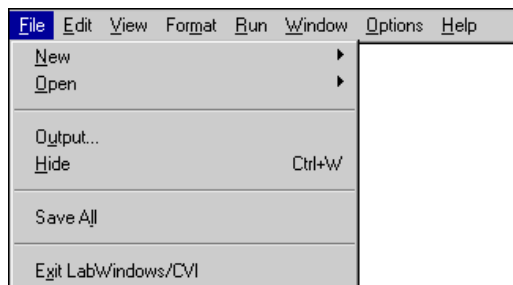 File Edit View Format Run Window Options Help
New
Open
Output...
Hide Ctrl+W
Save All
Exit LabWindows/CVI